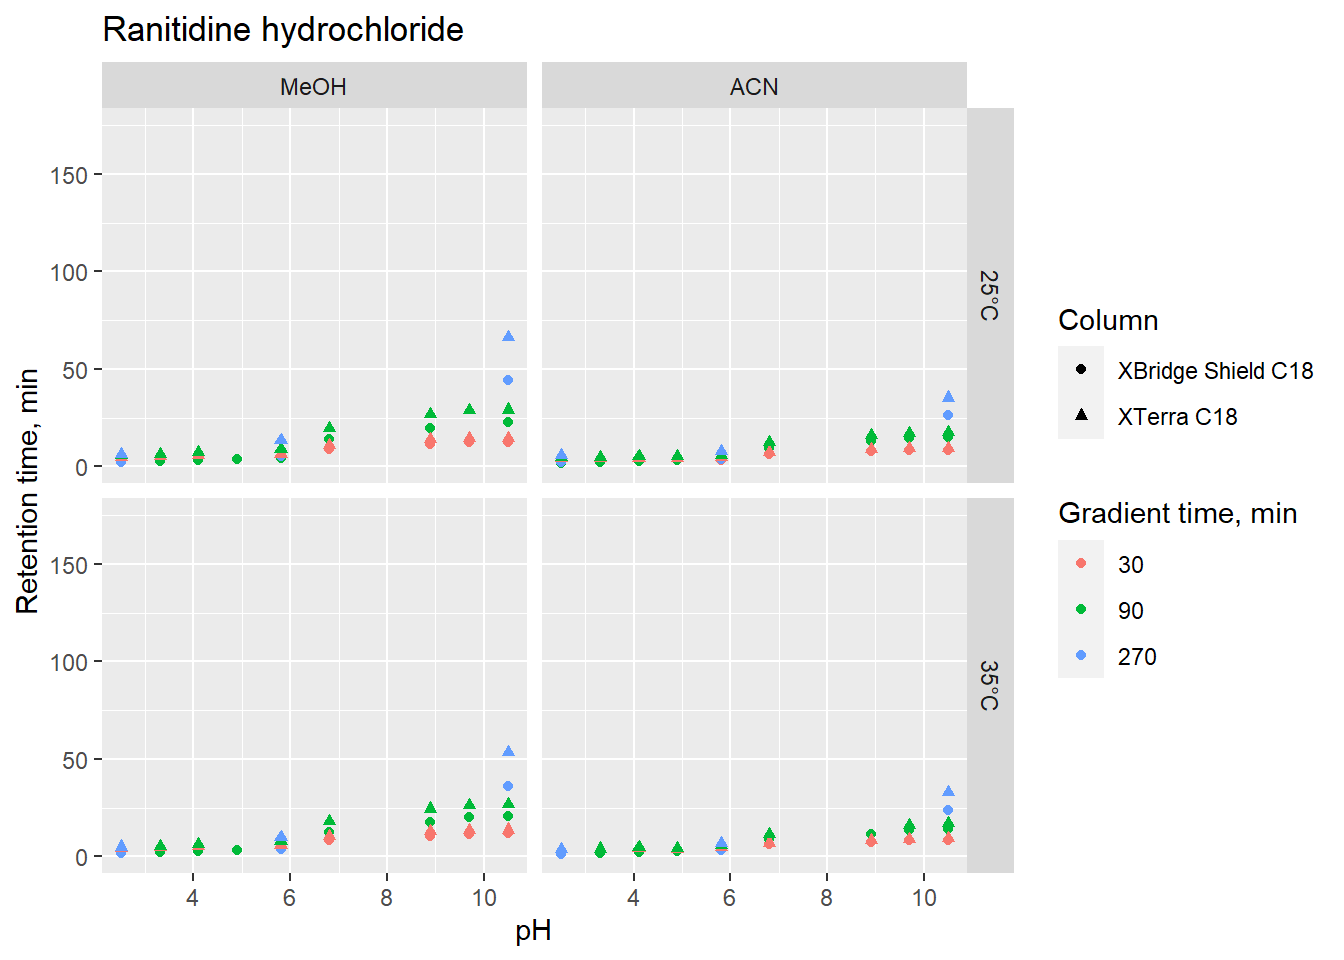 Ranitidine hydrochloride
MeOH
ACN
150
100
50
0
25°C
150
100
50
0
35°C
4
6
8
10
4
6
8
10
pH
Retention time, min
Column
XBridge Shield C18
XTerra C18
Gradient time, min
30
90
270